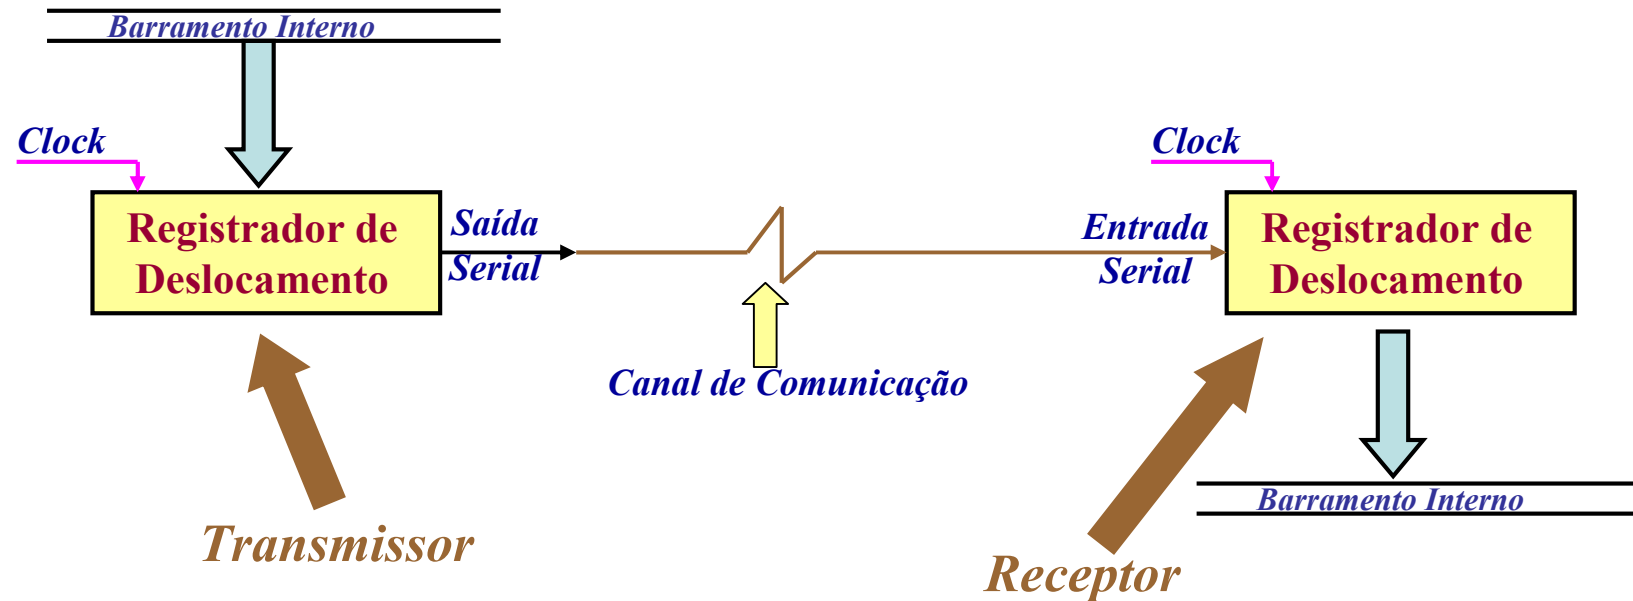 Barramento Interno
Clock
Clock
Registrador de
Deslocamento
Saída
Serial
Entrada
Serial
Registrador de
Deslocamento
Canal de Comunicação
Barramento Interno
Transmissor
Receptor